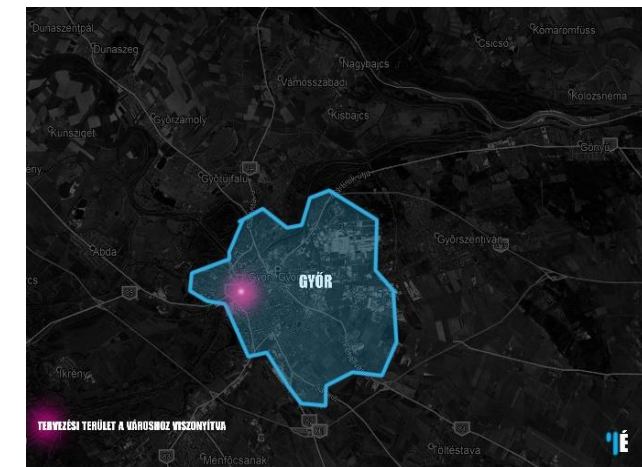 Dunaszentpál
Dunaszeg
Csicsó
Komáromfüss
Nagybajcs
Vámosszabadi
Kolozsnéma
Győrzámoly
Kisbajcs
Kunsziget
Gönyű
Győrújfalu
Győrszentiván
Abda
GYŐR
Ikrény
TERVEZÉSI TERÜLET A VÁROSHOZ VISZONYÍTVA
Töltéstava
Menfőcsanak
É